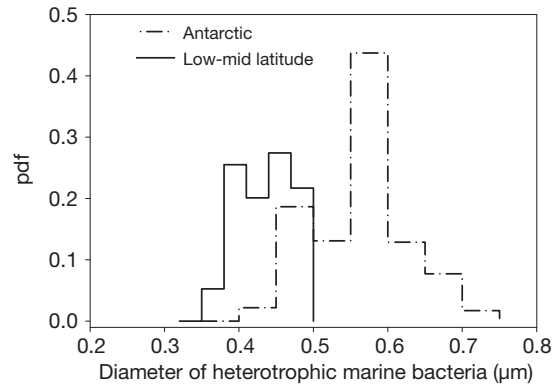 0.5
Antarctic
Low-mid latitude
0.4
0.3
pdf
0.2
0.1
0.0
0.2 0.3 0.4 0.5 0.6 0.7 0.8
Diameter of heterotrophic marine bacteria (µm)